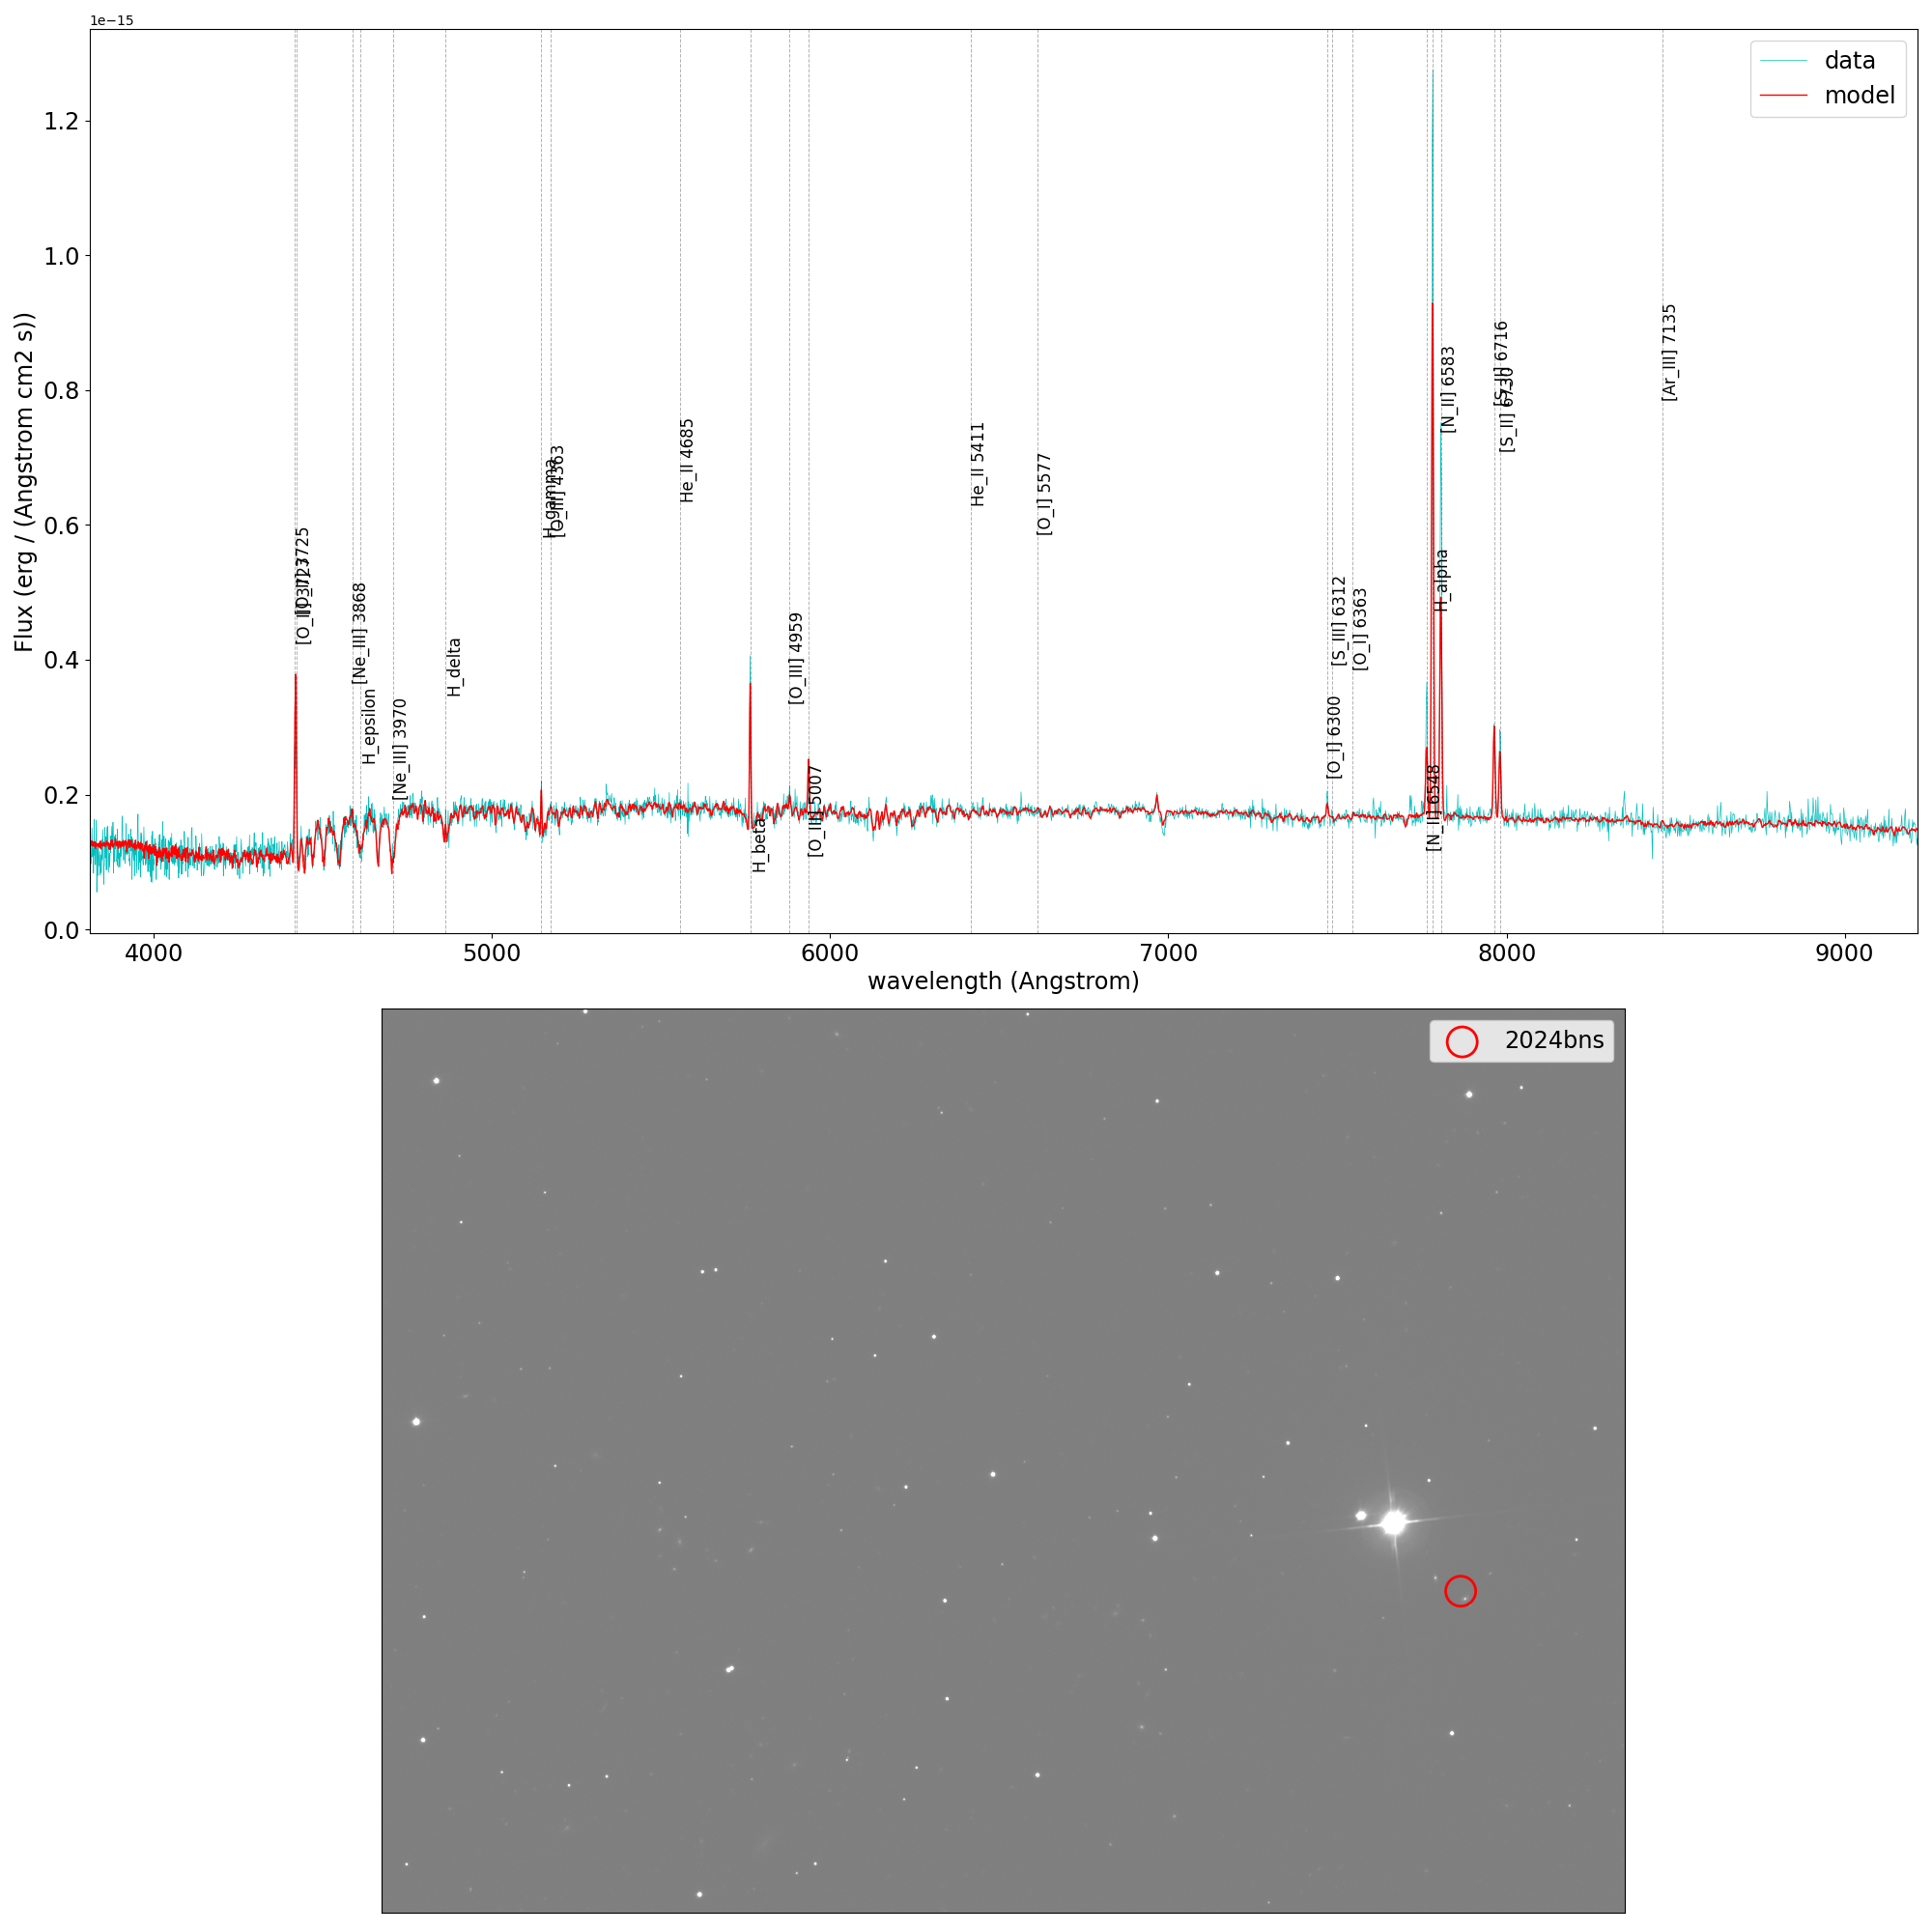 1e−15
data
model
1.2
1.0
0.8
0.6
0.4
0.2
0.0
Flux (erg / (Angstrom cm2 s))
[O_II] 3725
[O_II] 3727
[Ne_III] 3868
H_epsilon
[Ne_III] 3970
H_delta
H_gamma
[O_III] 4363
He_II 4685
H_beta
[O_III] 4959
[O_III] 5007
He_II 5411
[O_I] 5577
[O_I] 6300
[S_III] 6312
[O_I] 6363
[N_II] 6548
H_alpha
[N_II] 6583
[S_II] 6716
[S_II] 6730
[Ar_III] 7135
4000 5000 6000 7000 8000 9000
wavelength (Angstrom)
2024bns